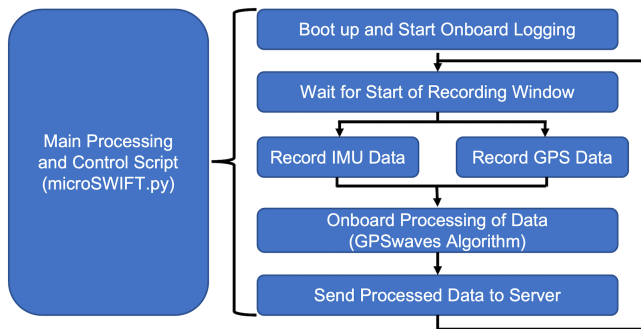 Main Processing
and Control Script
(microSWIFT.py)
Boot up and Start Onboard Logging
Wait for Start of Recording Window
Record IMU Data
Record GPS Data
Onboard Processing of Data
(GPSwaves Algorithm)
Send Processed Data to Server